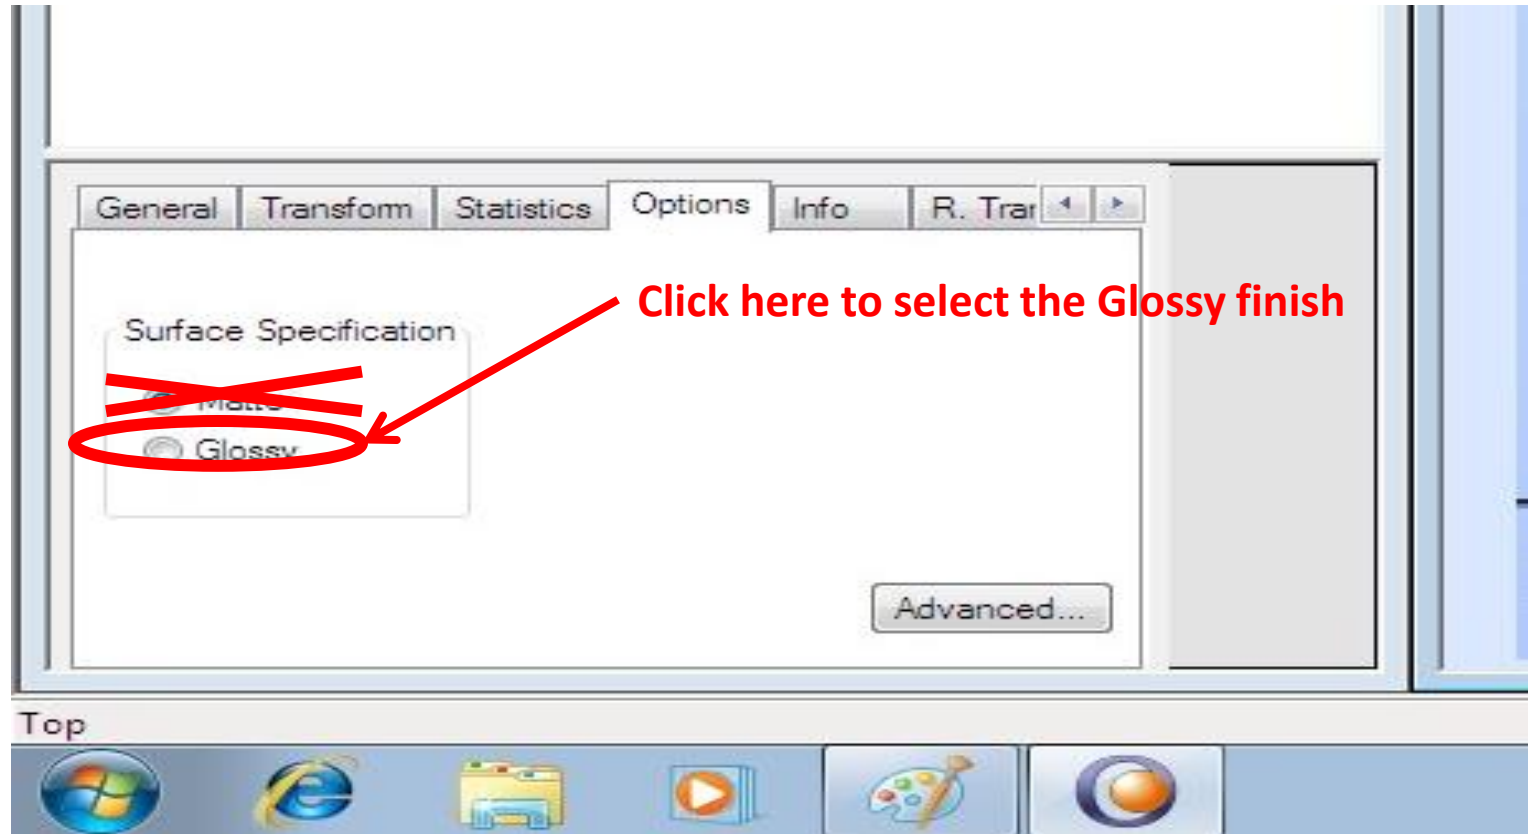 General Transform Statistics Options Info R. Trar
Click here to select the Glossy finish
Surface Specification
Glossy
Advanced...
Top